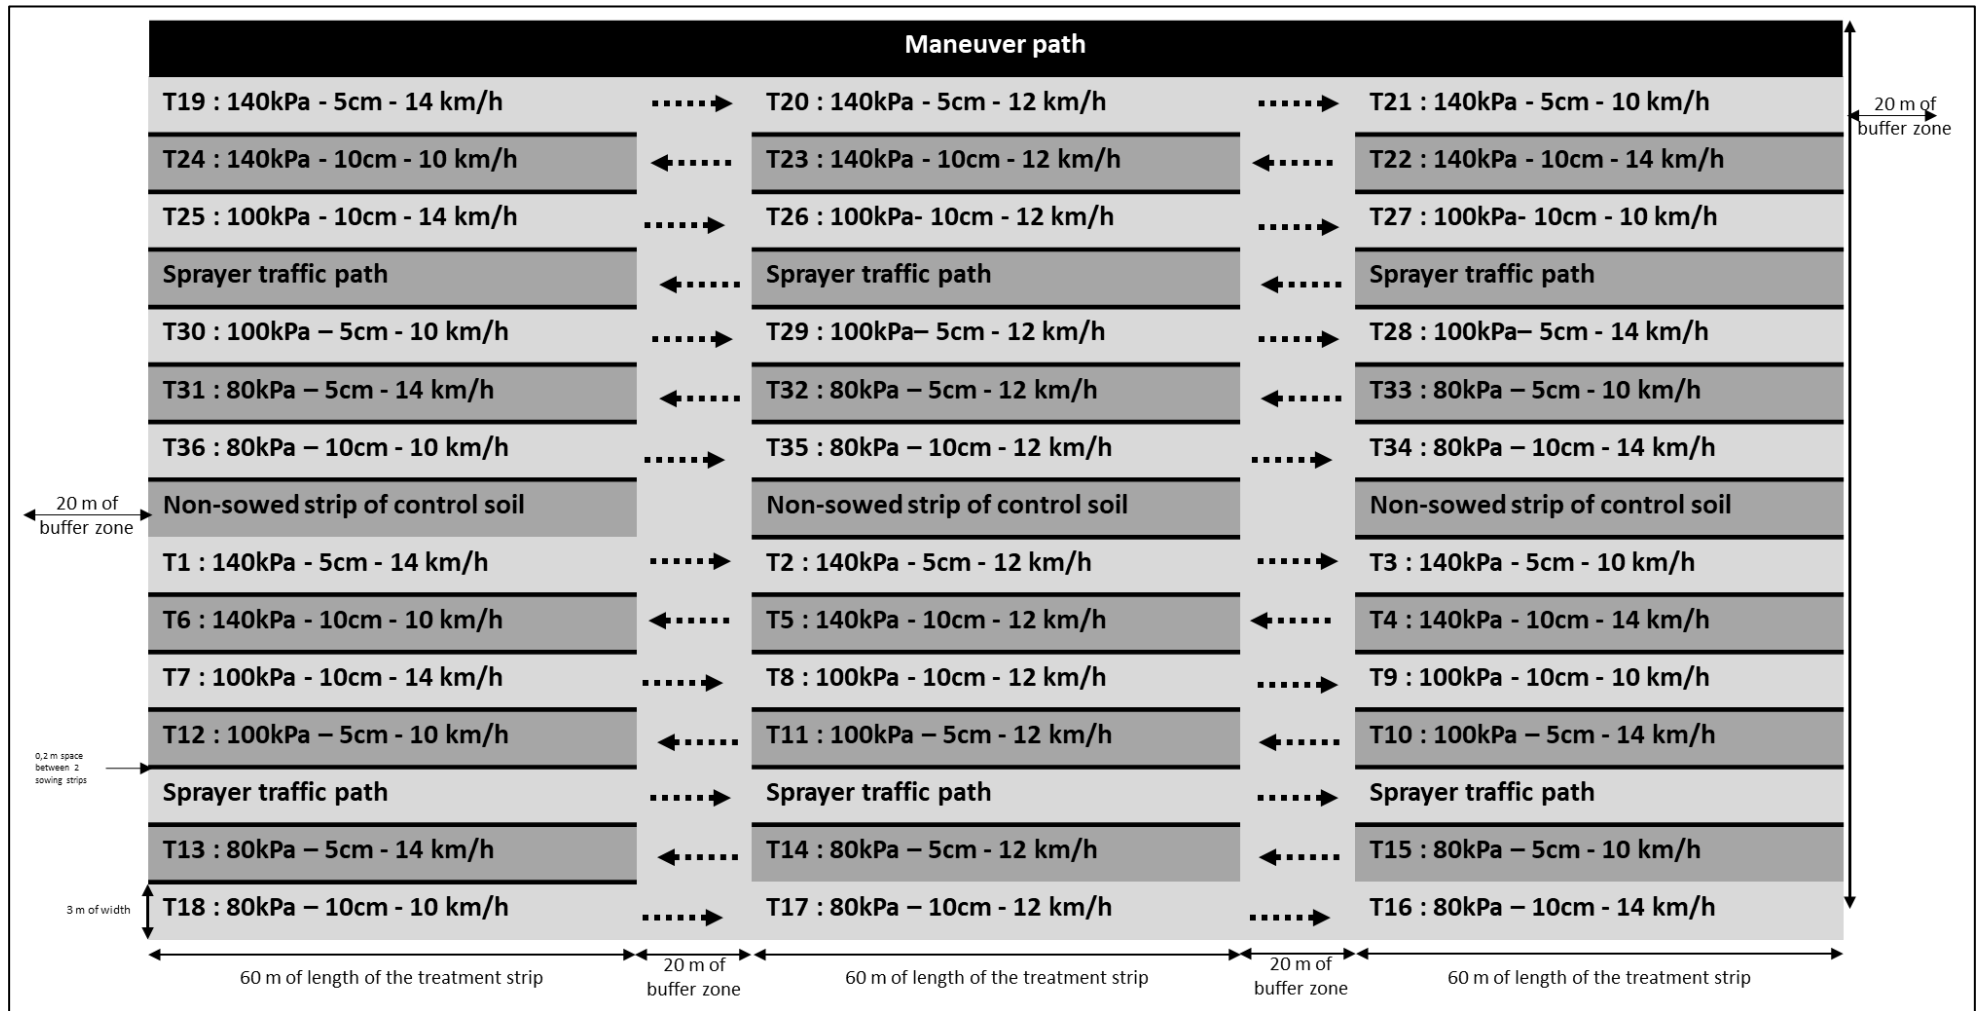 Maneuver path
T19 : 140kPa - 5cm - 14 km/h
T20 : 140kPa - 5cm - 12 km/h
T21 : 140kPa - 5cm - 10 km/h
20 m of
buffer zone
T24 : 140kPa - 10cm - 10 km/h
T23 : 140kPa - 10cm - 12 km/h
T22 : 140kPa - 10cm - 14 km/h
T25 : 100kPa - 10cm - 14 km/h
T26 : 100kPa- 10cm - 12 km/h
T27 : 100kPa- 10cm - 10 km/h
Sprayer traffic path
Sprayer traffic path
Sprayer traffic path
T30 : 100kPa – 5cm - 10 km/h
T29 : 100kPa– 5cm - 12 km/h
T28 : 100kPa– 5cm - 14 km/h
T31 : 80kPa – 5cm - 14 km/h
T32 : 80kPa – 5cm - 12 km/h
T33 : 80kPa – 5cm - 10 km/h
T36 : 80kPa – 10cm - 10 km/h
T35 : 80kPa – 10cm - 12 km/h
T34 : 80kPa – 10cm - 14 km/h
20 m of
buffer zone
Non-sowed strip of control soil
Non-sowed strip of control soil
Non-sowed strip of control soil
T1 : 140kPa - 5cm - 14 km/h
T2 : 140kPa - 5cm - 12 km/h
T3 : 140kPa - 5cm - 10 km/h
T6 : 140kPa - 10cm - 10 km/h
T5 : 140kPa - 10cm - 12 km/h
T4 : 140kPa - 10cm - 14 km/h
T7 : 100kPa - 10cm - 14 km/h
T8 : 100kPa - 10cm - 12 km/h
T9 : 100kPa - 10cm - 10 km/h
T12 : 100kPa – 5cm - 10 km/h
T11 : 100kPa – 5cm - 12 km/h
T10 : 100kPa – 5cm - 14 km/h
0,2 m space
between 2
sowing strips
Sprayer traffic path
Sprayer traffic path
Sprayer traffic path
T13 : 80kPa – 5cm - 14 km/h
T14 : 80kPa – 5cm - 12 km/h
T15 : 80kPa – 5cm - 10 km/h
3 m of width
T18 : 80kPa – 10cm - 10 km/h
T17 : 80kPa – 10cm - 12 km/h
T16 : 80kPa – 10cm - 14 km/h
60 m of length of the treatment strip
20 m of
buffer zone
60 m of length of the treatment strip
20 m of
buffer zone
60 m of length of the treatment strip